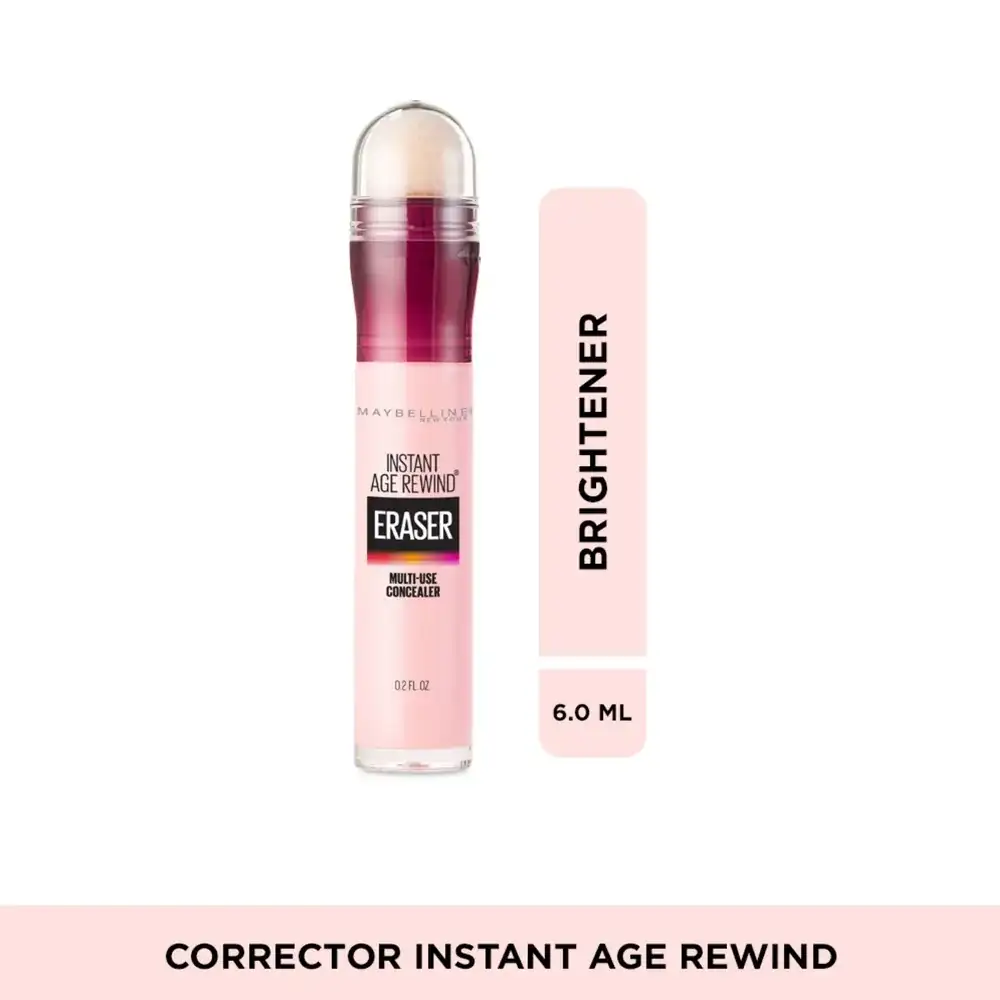 MAYBELLINE
NEW YORK
INSTANT
AGE REWIND®
ERASER
MULTI-USE
CONCEALER
0.2 FL. OZ.
BRIGHTENER
6.0 ML
CORRECTOR INSTANT AGE REWIND